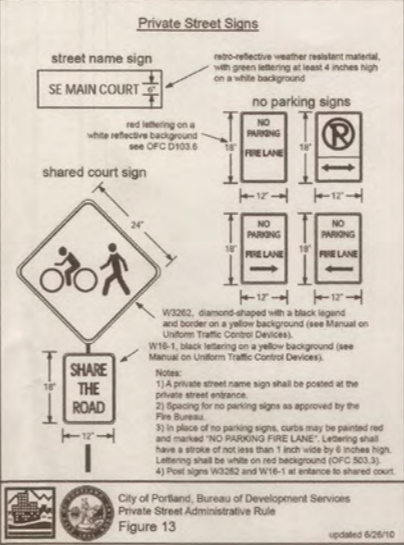 Private Street Signs
street name sign
retro-reflective weather resistant material,
with green lettering at least 4 inches high
on a white background
SE MAIN COURT
6"
no parking signs
red lettering on a
white reflective background
see OFC D103.6
18"
NO
PARKING
FIRE LANE
18"
P
12"
12"
shared court sign
24"
18"
NO
PARKING
FIRE LANE
18"
NO
PARKING
FIRE LANE
12"
12"
W3262, diamond-shaped with a black legend
and border on a yellow background (see Manual on
Uniform Traffic Control Devices).
W16-1, black lettering on a yellow background (see
Manual on Uniform Traffic Control Devices).
18"
SHARE
THE
ROAD
12"
Notes:
1) A private street name sign shall be posted at the
private street entrance.
2) Spacing for no parking signs as approved by the
Fire Bureau.
3) In place of no parking signs, curbs may be painted red
and marked "NO PARKING FIRE LANE". Lettering shall
have a stroke of not less than 1 inch wide by 6 inches high.
Lettering shall be white on red background (OFC 503.3).
4) Post signs W3262 and W16-1 at entance to shared court.
City of Portland, Bureau of Development Services
Private Street Administrative Rule
Figure 13
updated 6/26/10